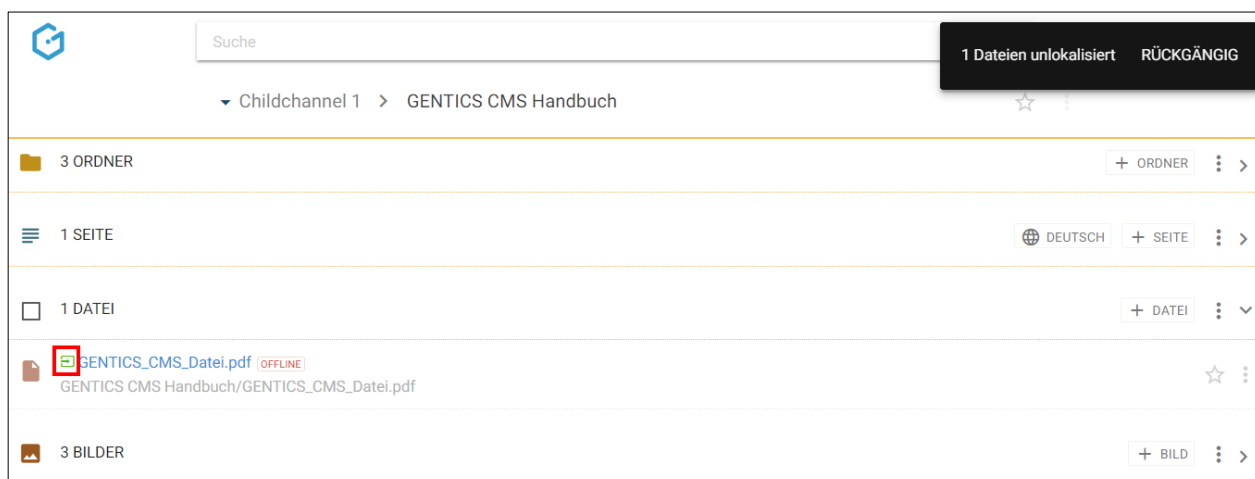 Suche
1 Dateien unlokalisiert RÜCKGÄNGIG
Childchannel 1 > GENTICS CMS Handbuch
3 ORDNER + ORDNER
1 SEITE DEUTSCH + SEITE
1 DATEI + DATEI
GENTICS_CMS_Datei.pdf OFFLINE
GENTICS CMS Handbuch/GENTICS_CMS_Datei.pdf
3 BILDER + BILD